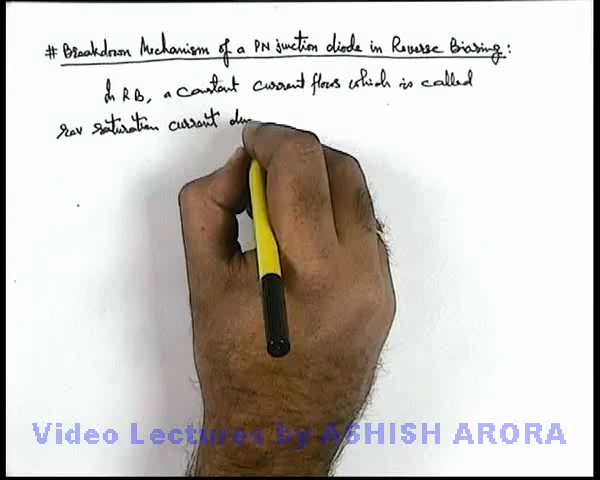 # Breakdown Mechanism of a PN junction diode in Reverse Biasing :
In RB, a constant current flows which is called
rev saturation current due
Video Lectures by ASHISH ARORA